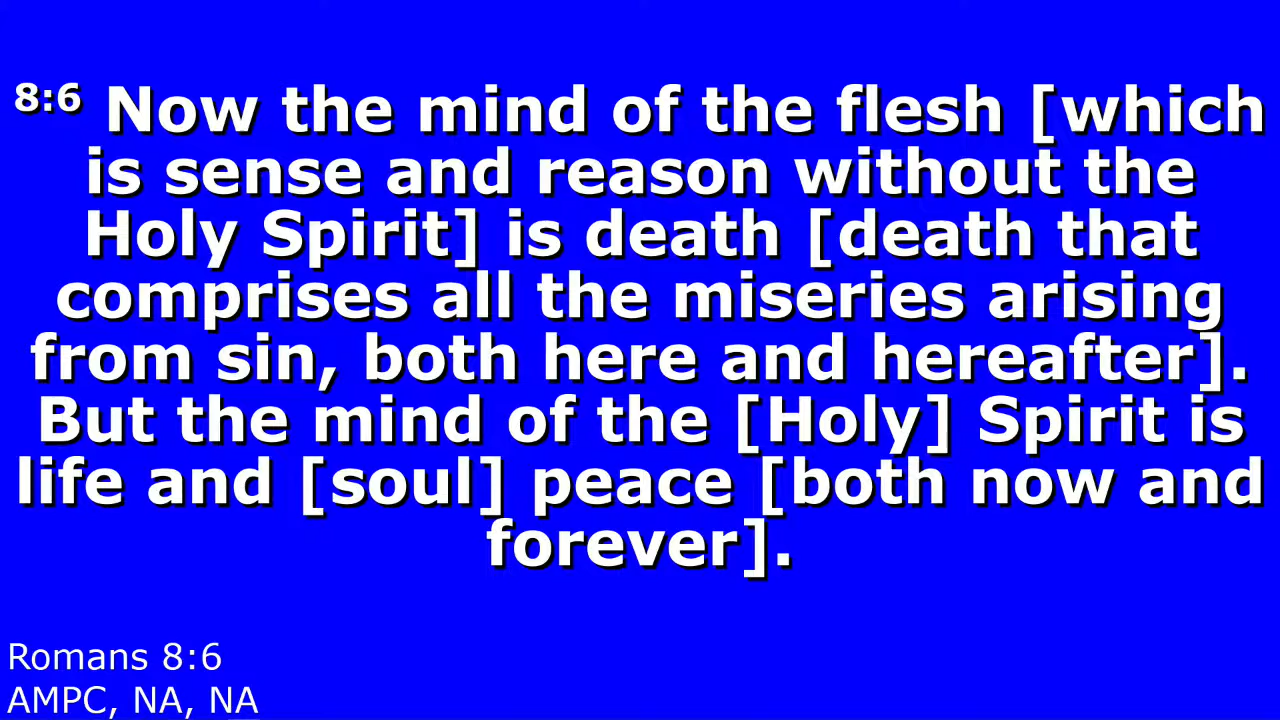 8:6 Now the mind of the flesh [which
is sense and reason without the
Holy Spirit] is death [death that
comprises all the miseries arising
from sin, both here and hereafter].
But the mind of the [Holy] Spirit is
life and [soul] peace [both now and
forever].
Romans 8:6
AMPC, NA, NA